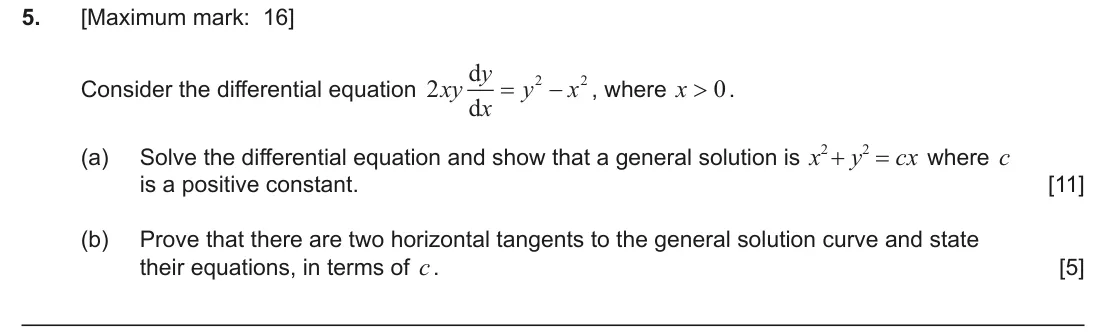 5. [Maximum mark: 16]
Consider the differential equation 2xy dy/dx = y² − x², where x > 0.
(a) Solve the differential equation and show that a general solution is x² + y² = cx where c
is a positive constant. [11]
(b) Prove that there are two horizontal tangents to the general solution curve and state
their equations, in terms of c. [5]